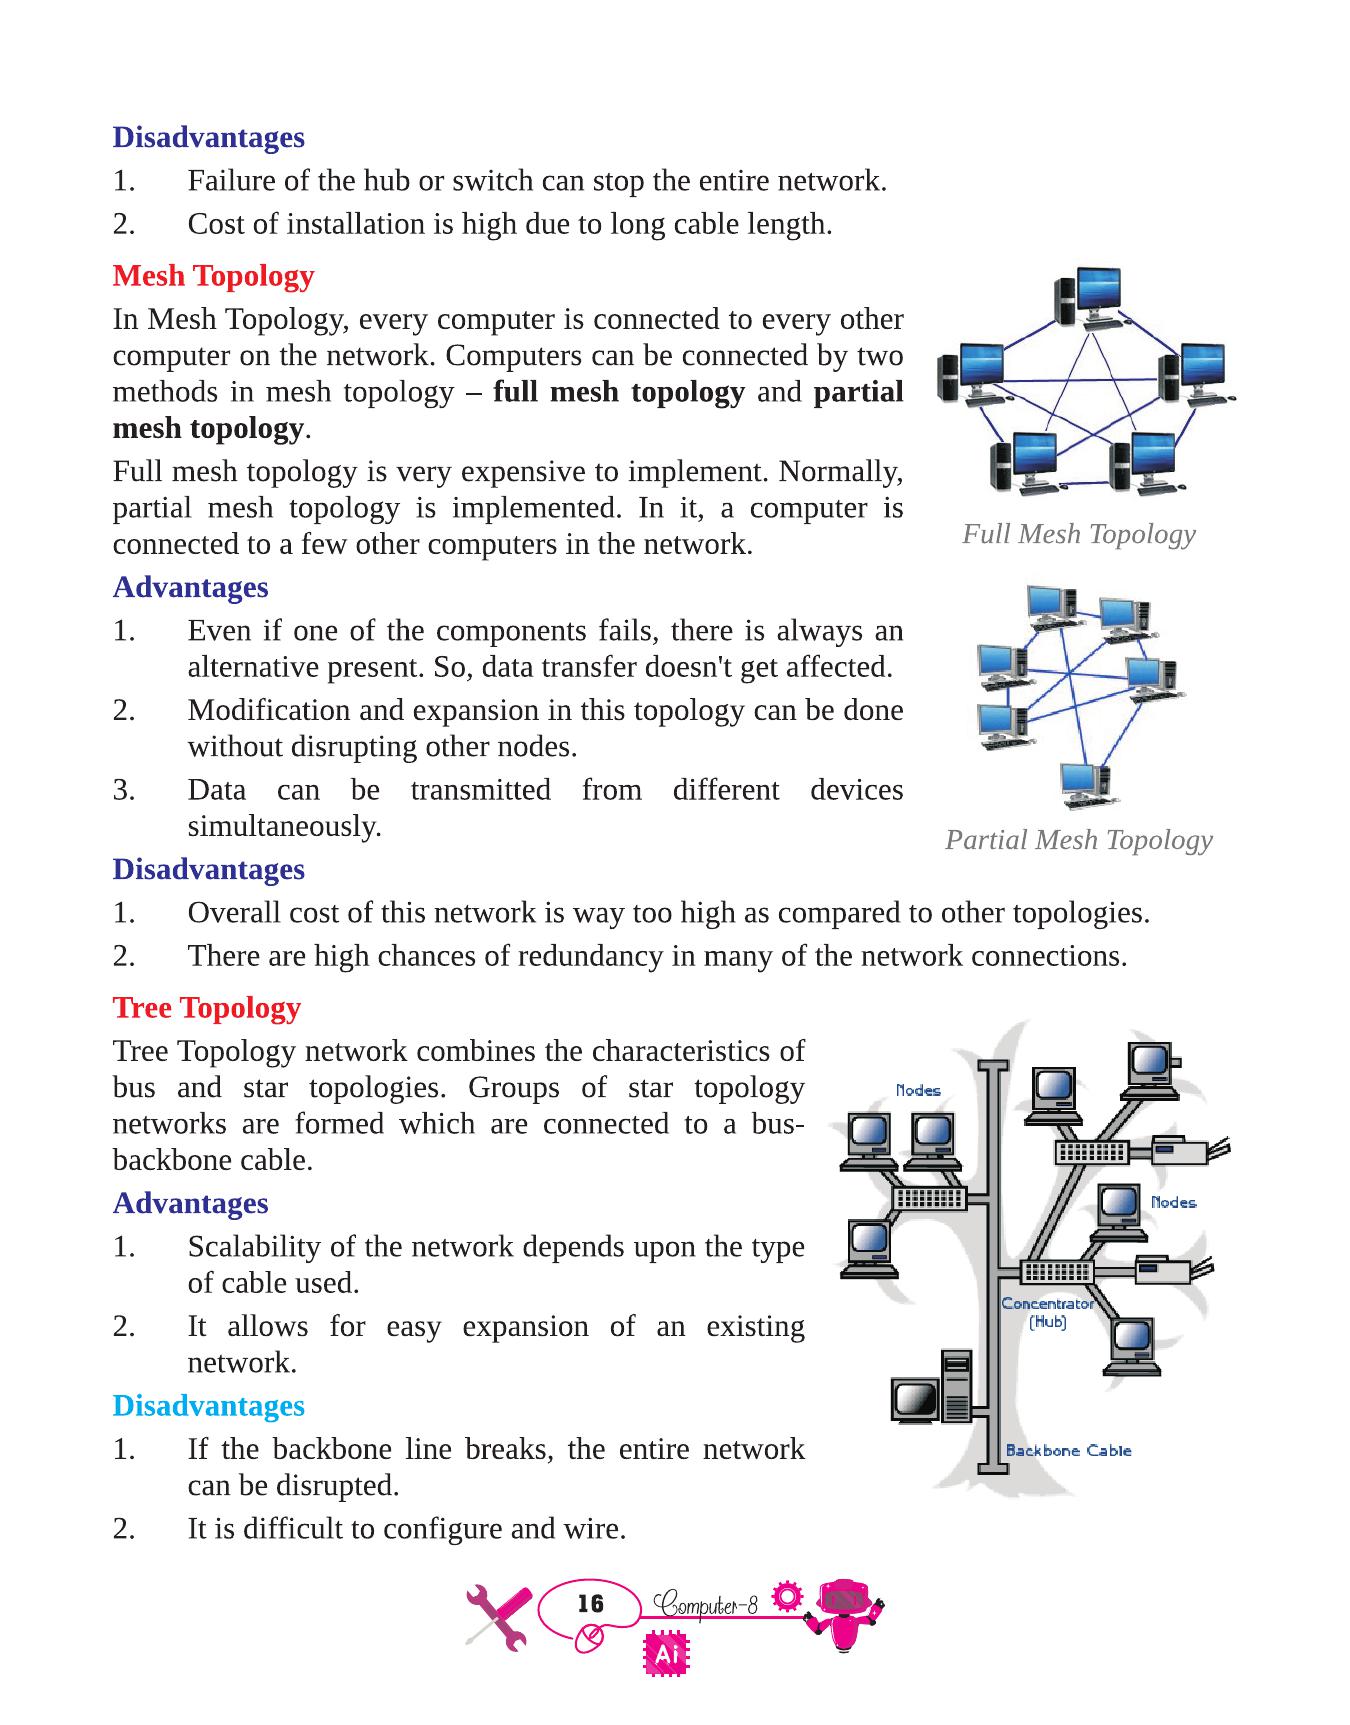 Disadvantages
1. Failure of the hub or switch can stop the entire network.
2. Cost of installation is high due to long cable length.
Mesh Topology
In Mesh Topology, every computer is connected to every other
computer on the network. Computers can be connected by two
methods in mesh topology – full mesh topology and partial
mesh topology.
Full mesh topology is very expensive to implement. Normally,
partial mesh topology is implemented. In it, a computer is
connected to a few other computers in the network.
Full Mesh Topology
Advantages
1. Even if one of the components fails, there is always an
alternative present. So, data transfer doesn't get affected.
2. Modification and expansion in this topology can be done
without disrupting other nodes.
3. Data can be transmitted from different devices
simultaneously.
Partial Mesh Topology
Disadvantages
1. Overall cost of this network is way too high as compared to other topologies.
2. There are high chances of redundancy in many of the network connections.
Tree Topology
Tree Topology network combines the characteristics of
bus and star topologies. Groups of star topology
networks are formed which are connected to a bus-
backbone cable.
Advantages
1. Scalability of the network depends upon the type
of cable used.
2. It allows for easy expansion of an existing
network.
Disadvantages
1. If the backbone line breaks, the entire network
can be disrupted.
2. It is difficult to configure and wire.
Nodes
Nodes
Concentrator
(Hub)
Backbone Cable
16
Computer-8
Ai